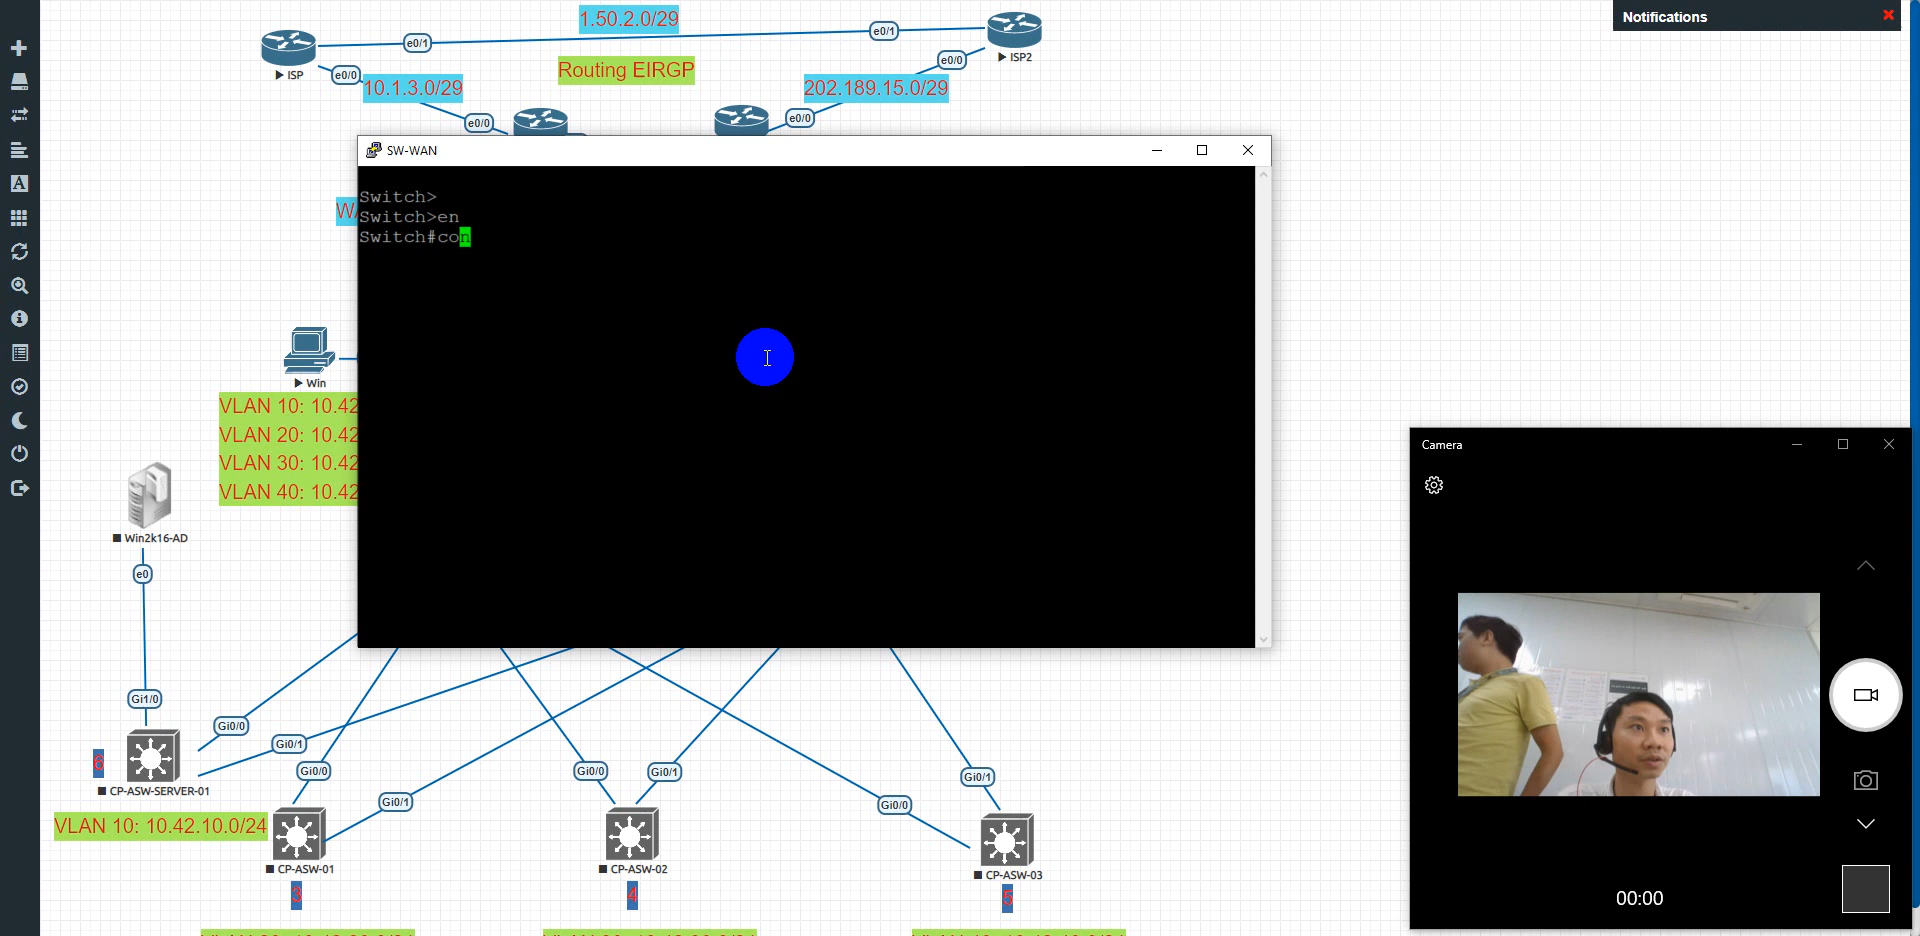 1.50.2.0/29
Notifications
e0/1
e0/1
ISP
ISP2
e0/0
e0/0
Routing EIRGP
10.1.3.0/29
202.189.15.0/29
e0/0
e0/0
SW-WAN
Switch>
Switch>en
Switch#con
Win
VLAN 10: 10.42
VLAN 20: 10.42
VLAN 30: 10.42
VLAN 40: 10.42
Camera
Win2k16-AD
e0
Gi1/0
Gi0/0
Gi0/1
Gi0/0
Gi0/1
Gi0/0
Gi0/1
Gi0/0
Gi0/1
6
CP-ASW-SERVER-01
VLAN 10: 10.42.10.0/24
CP-ASW-01
CP-ASW-02
CP-ASW-03
3
4
5
00:00